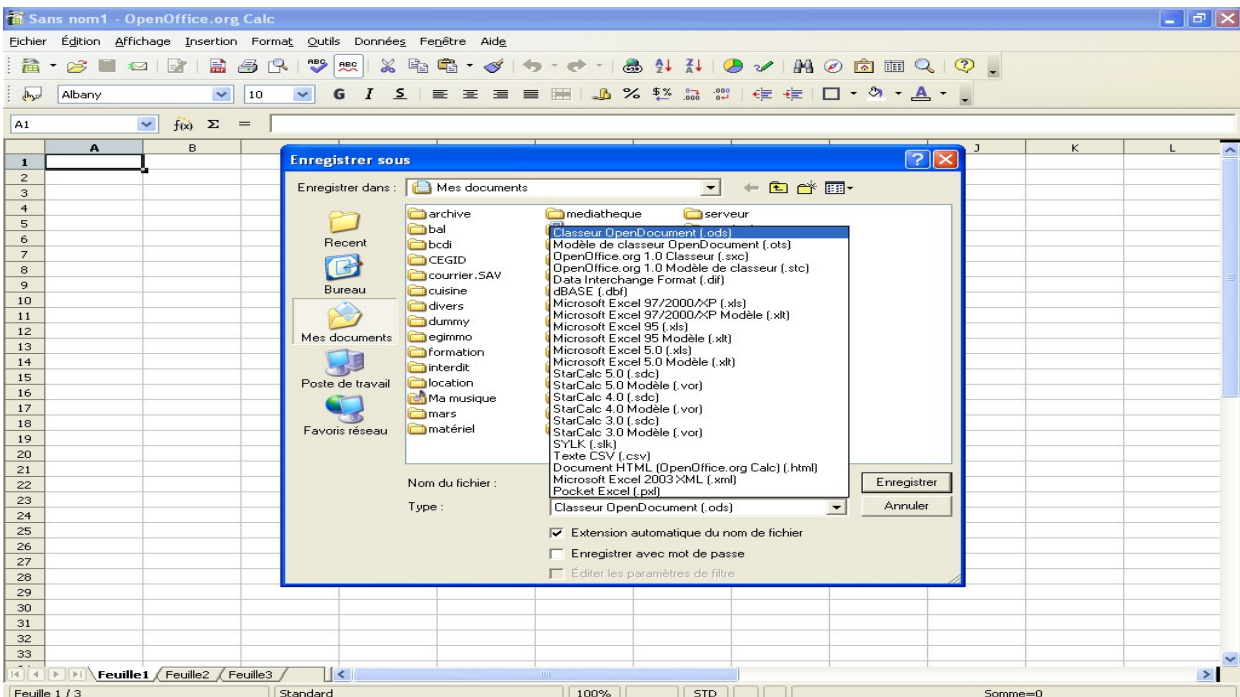 Sans nom1 - OpenOffice.org Calc
Fichier Édition Affichage Insertion Format Outils Données Fenêtre Aide
ABC ABC
Albany 10 G I S % $% .000 .000 A
A1 f(x) Σ =
A B J K L
Enregistrer sous
Enregistrer dans : Mes documents
Recent
Bureau
Mes documents
Poste de travail
Favoris réseau
archive
bal
bcdi
CEGID
courrier.SAV
cuisine
divers
dummy
egimmo
formation
interdit
location
Ma musique
mars
matériel
mediatheque
serveur
Classeur OpenDocument (.ods)
Modèle de classeur OpenDocument (.ots)
OpenOffice.org 1.0 Classeur (.sxc)
OpenOffice.org 1.0 Modèle de classeur (.stc)
Data Interchange Format (.dif)
dBASE (.dbf)
Microsoft Excel 97/2000/XP (.xls)
Microsoft Excel 97/2000/XP Modèle (.xlt)
Microsoft Excel 95 (.xls)
Microsoft Excel 95 Modèle (.xlt)
Microsoft Excel 5.0 (.xls)
Microsoft Excel 5.0 Modèle (.xlt)
StarCalc 5.0 (.sdc)
StarCalc 5.0 Modèle (.vor)
StarCalc 4.0 (.sdc)
StarCalc 4.0 Modèle (.vor)
StarCalc 3.0 (.sdc)
StarCalc 3.0 Modèle (.vor)
SYLK (.slk)
Texte CSV (.csv)
Document HTML (OpenOffice.org Calc) (.html)
Microsoft Excel 2003 XML (.xml)
Pocket Excel (.pxl)
Nom du fichier :
Enregistrer
Type : Classeur OpenDocument (.ods)
Annuler
Extension automatique du nom de fichier
Enregistrer avec mot de passe
Éditer les paramètres de filtre
1
2
3
4
5
6
7
8
9
10
11
12
13
14
15
16
17
18
19
20
21
22
23
24
25
26
27
28
29
30
31
32
33
Feuille1 Feuille2 Feuille3
Feuille 1 / 3 Standard 100% STD Somme=0